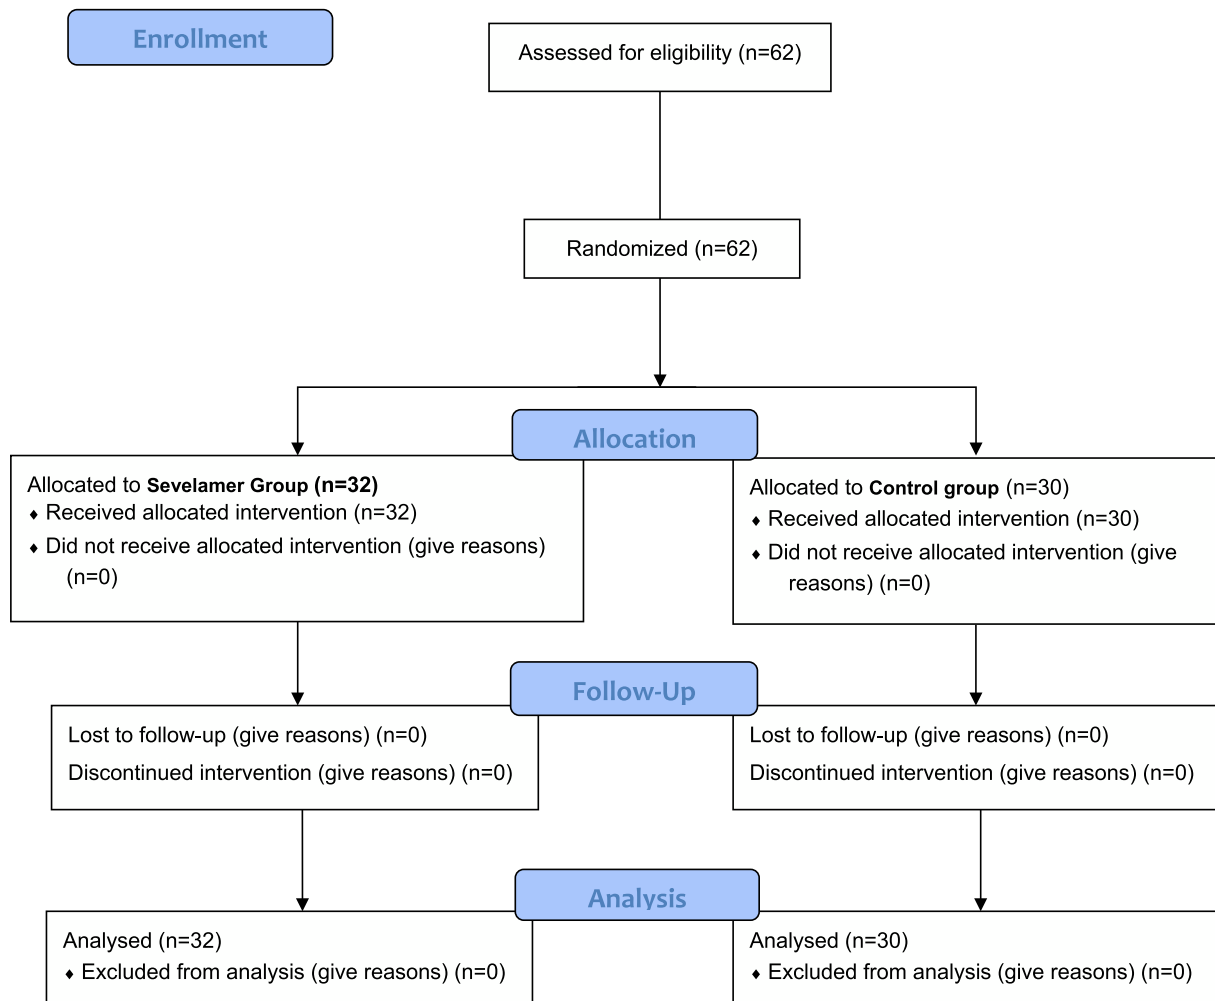 Enrollment
Assessed for eligibility (n=62)
Randomized (n=62)
Allocation
Allocated to Sevelamer Group (n=32)
♦ Received allocated intervention (n=32)
♦ Did not receive allocated intervention (give reasons)
(n=0)
Allocated to Control group (n=30)
♦ Received allocated intervention (n=30)
♦ Did not receive allocated intervention (give
reasons) (n=0)
Follow-Up
Lost to follow-up (give reasons) (n=0)
Discontinued intervention (give reasons) (n=0)
Lost to follow-up (give reasons) (n=0)
Discontinued intervention (give reasons) (n=0)
Analysis
Analysed (n=32)
♦ Excluded from analysis (give reasons) (n=0)
Analysed (n=30)
♦ Excluded from analysis (give reasons) (n=0)